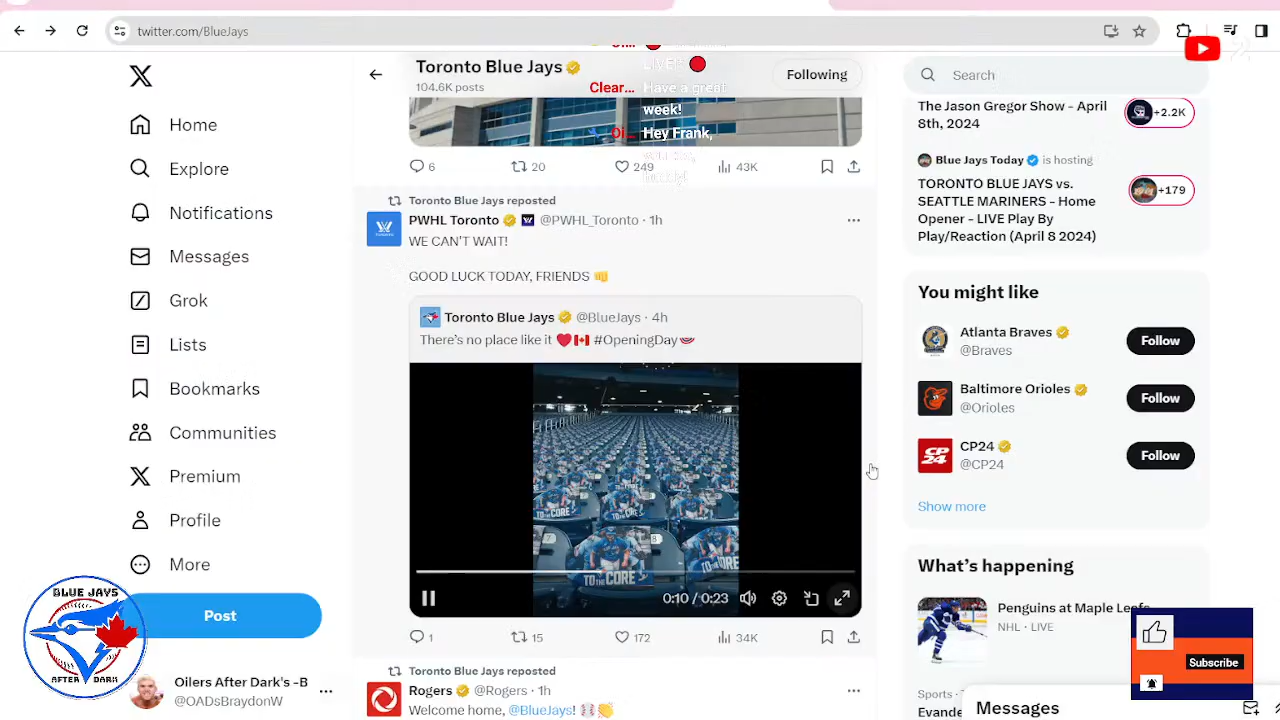 twitter.com/BlueJays
Home
Explore
Notifications
Messages
Grok
Lists
Bookmarks
Communities
Premium
Profile
More
Post
BLUE JAYS
AFTER DARK
Oilers After Dark's -B
@OADsBraydonW
Toronto Blue Jays
104.6K posts
Following
LIVE!
Clear... Have a great
week!
Oi... Hey Frank,
6 20 249 43K
Toronto Blue Jays reposted
PWHL Toronto @PWHL_Toronto · 1h
WE CAN'T WAIT!
GOOD LUCK TODAY, FRIENDS 👊
Toronto Blue Jays @BlueJays · 4h
There's no place like it ❤️🇨🇦 #OpeningDay
TO THE CORE
0:10 / 0:23
1 15 172 34K
Toronto Blue Jays reposted
Rogers @Rogers · 1h
Welcome home, @BlueJays! ⚾👏
Search
The Jason Gregor Show - April
8th, 2024
+2.2K
Blue Jays Today is hosting
TORONTO BLUE JAYS vs.
SEATTLE MARINERS - Home
Opener - LIVE Play By
Play/Reaction (April 8 2024)
+179
You might like
Atlanta Braves
@Braves
Follow
Baltimore Orioles
@Orioles
Follow
CP24
@CP24
Follow
Show more
What's happening
Penguins at Maple Leafs
NHL · LIVE
Subscribe
Sports ·
Evande
Messages